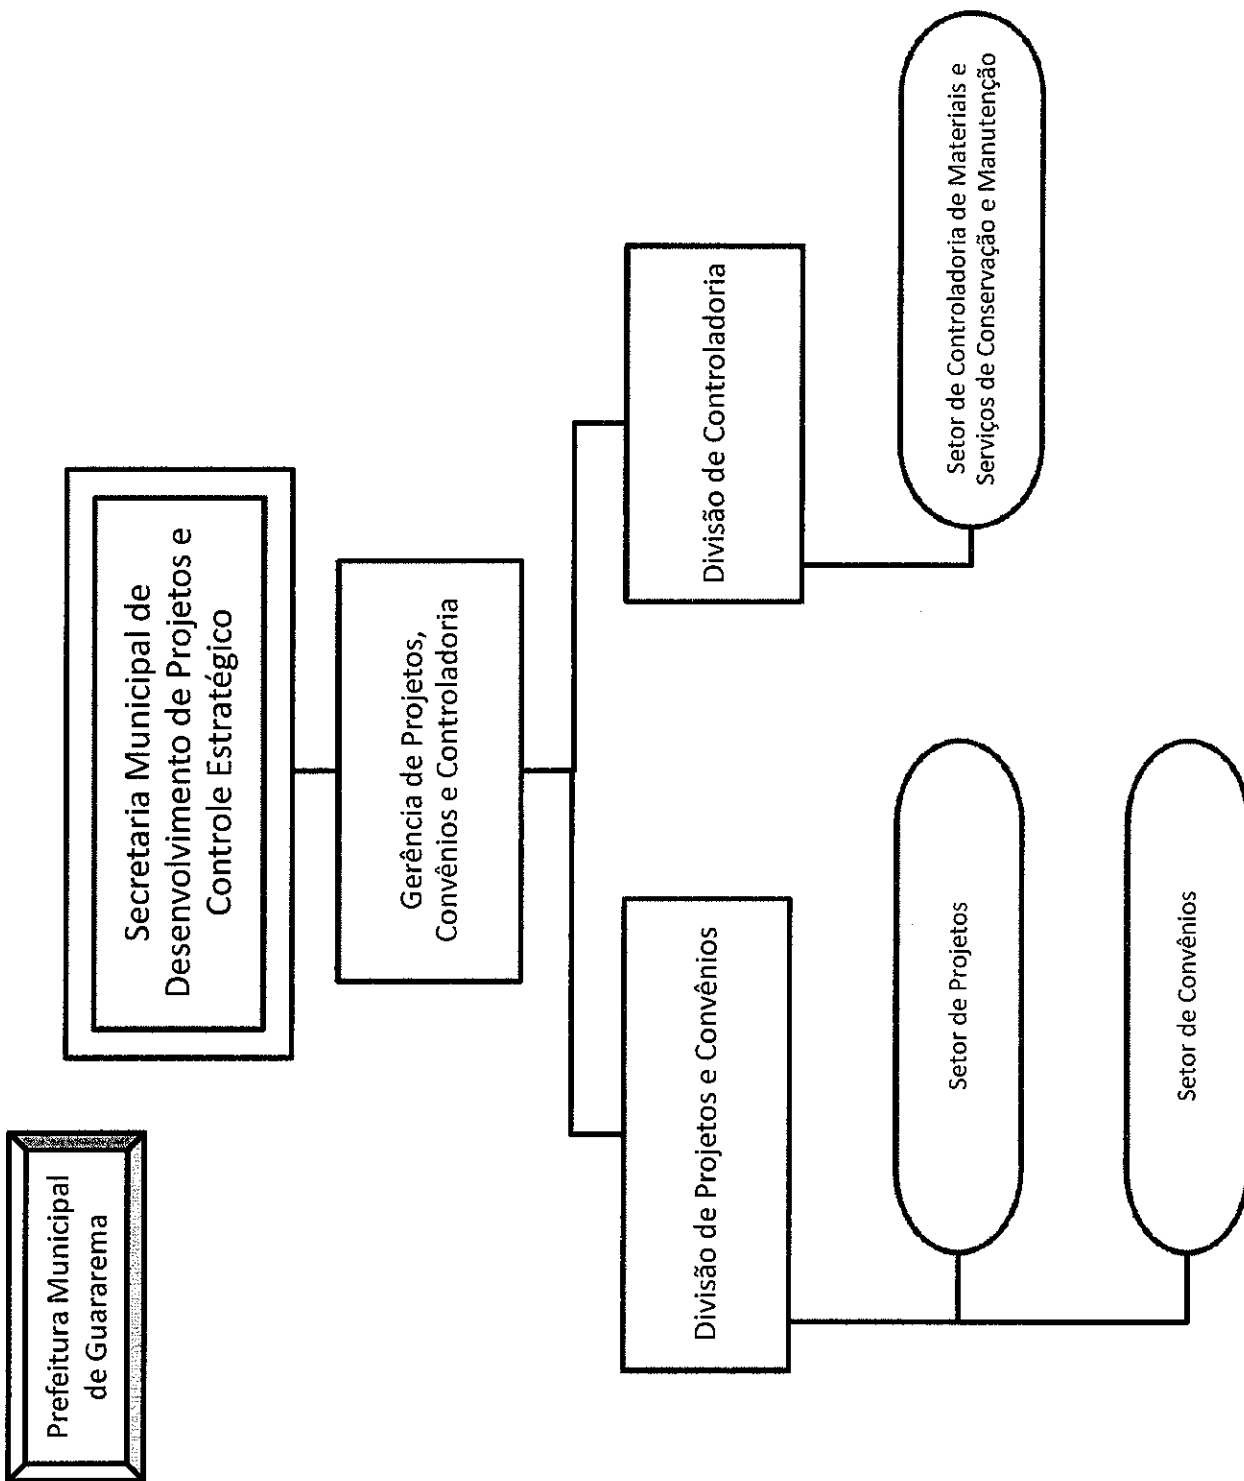 Prefeitura Municipal
de Guararema
Secretaria Municipal de
Desenvolvimento de Projetos e
Controle Estratégico
Gerência de Projetos,
Convênios e Controladoria
Divisão de Projetos e Convênios
Divisão de Controladoria
Setor de Projetos
Setor de Convênios
Setor de Controladoria de Materiais e
Serviços de Conservação e Manutenção